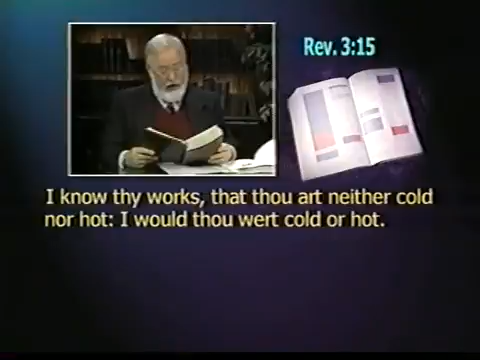 Rev. 3:15
I know thy works, that thou art neither cold
nor hot: I would thou wert cold or hot.